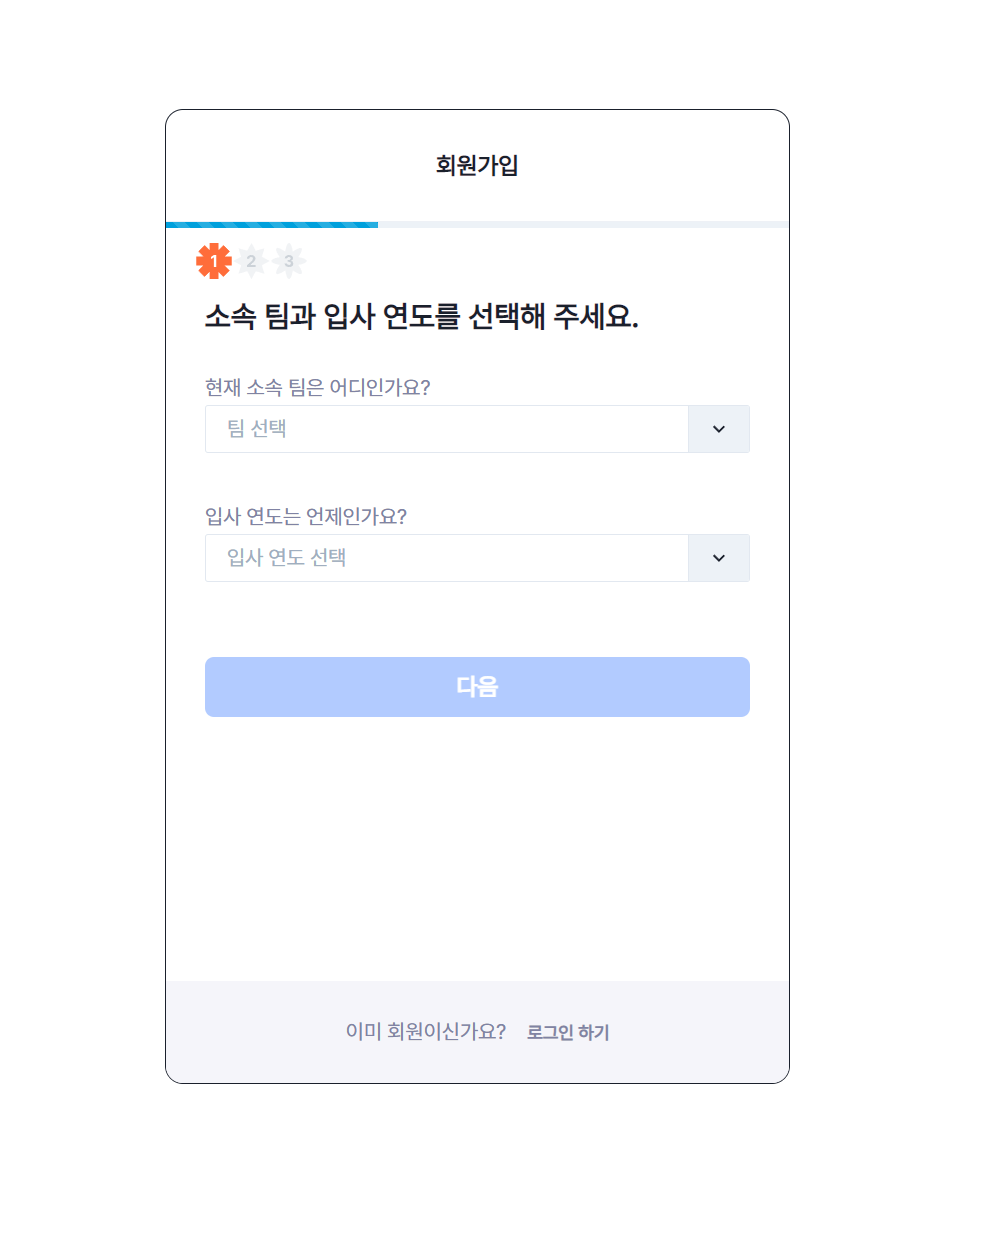 회원가입
1 2 3
소속 팀과 입사 연도를 선택해 주세요.
현재 소속 팀은 어디인가요?
팀 선택
입사 연도는 언제인가요?
입사 연도 선택
다음
이미 회원이신가요? 로그인 하기